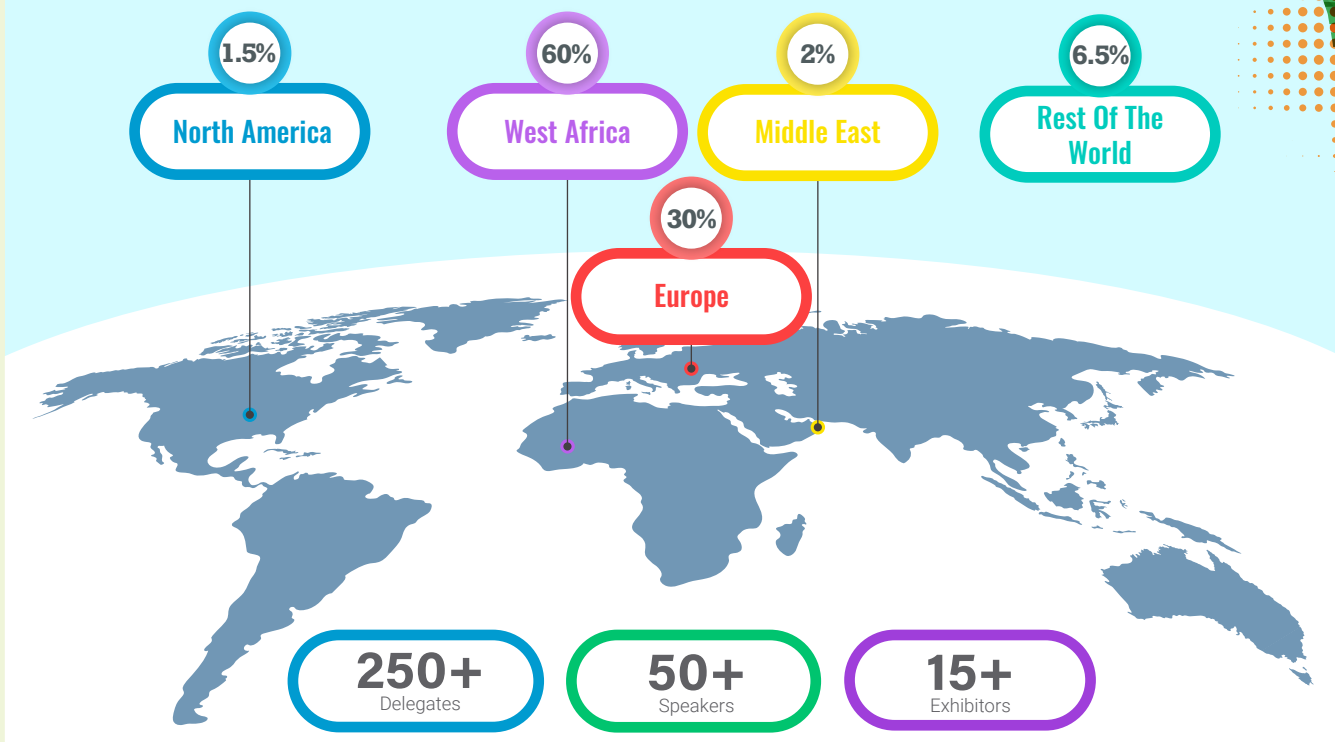 1.5%
North America
60%
West Africa
2%
Middle East
6.5%
Rest Of The
World
30%
Europe
250+
Delegates
50+
Speakers
15+
Exhibitors